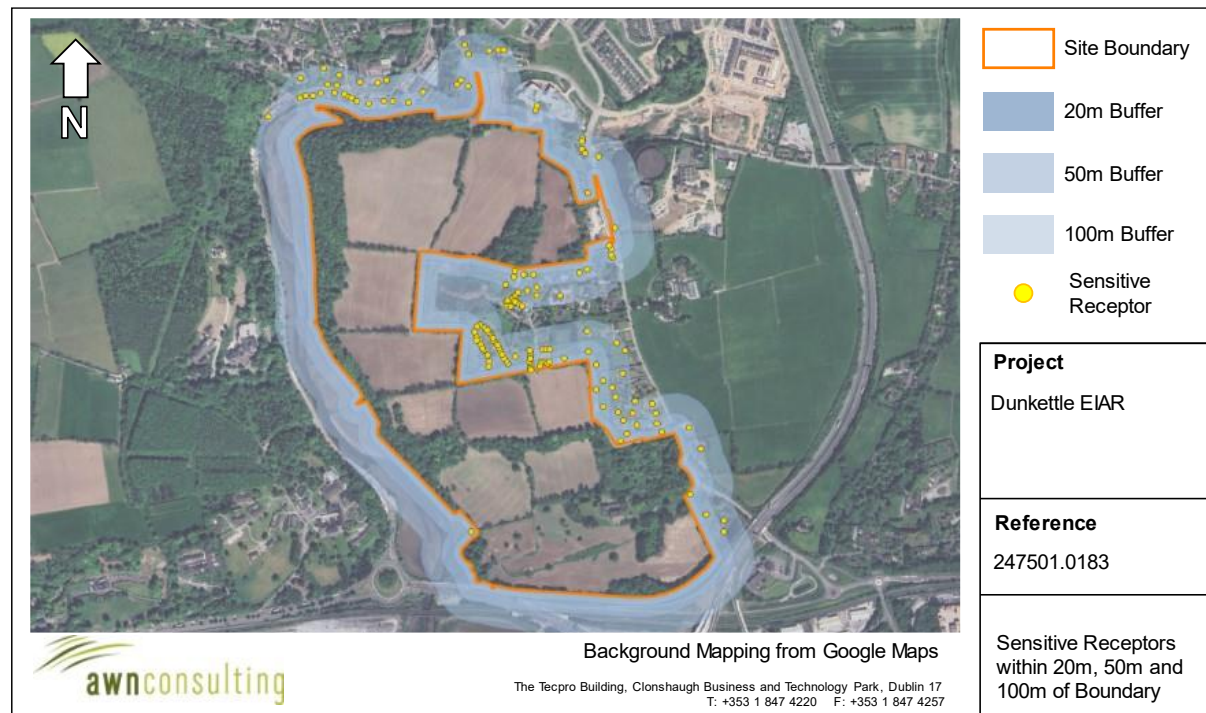 N
Site Boundary
20m Buffer
50m Buffer
100m Buffer
Sensitive
Receptor
Project
Dunkettle EIAR
Reference
247501.0183
Sensitive Receptors
within 20m, 50m and
100m of Boundary
awnconsulting
Background Mapping from Google Maps
The Tecpro Building, Clonshaugh Business and Technology Park, Dublin 17
T: +353 1 847 4220 F: +353 1 847 4257